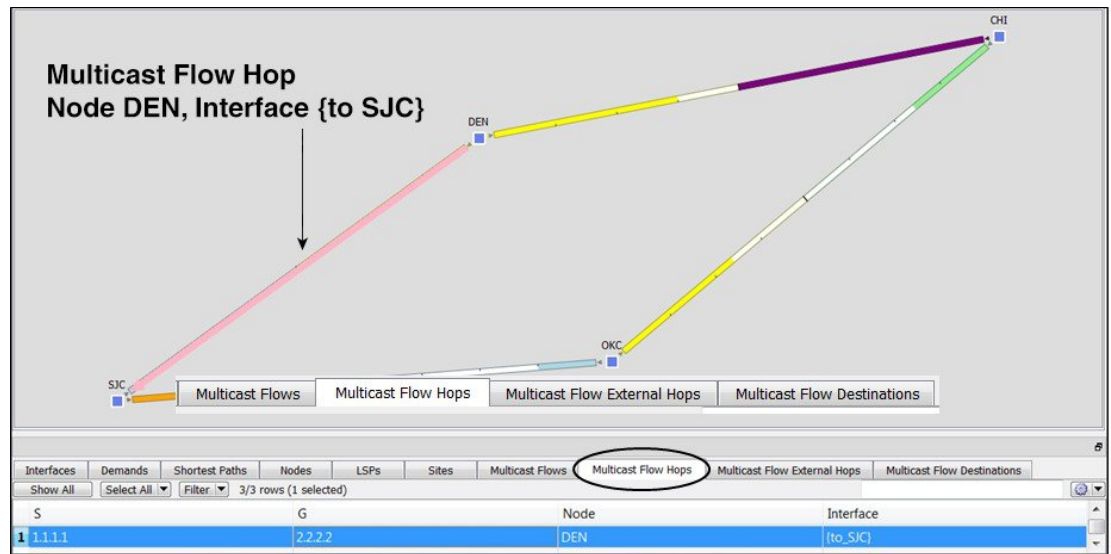 CHI
Multicast Flow Hop
Node DEN, Interface {to SJC}
DEN
OKC
SJC
Multicast Flows Multicast Flow Hops Multicast Flow External Hops Multicast Flow Destinations
Interfaces Demands Shortest Paths Nodes LSPs Sites Multicast Flows Multicast Flow Hops Multicast Flow External Hops Multicast Flow Destinations
Show All Select All Filter 3/3 rows (1 selected)
S G Node Interface
1 1.1.1.1 2.2.2.2 DEN {to_SJC}